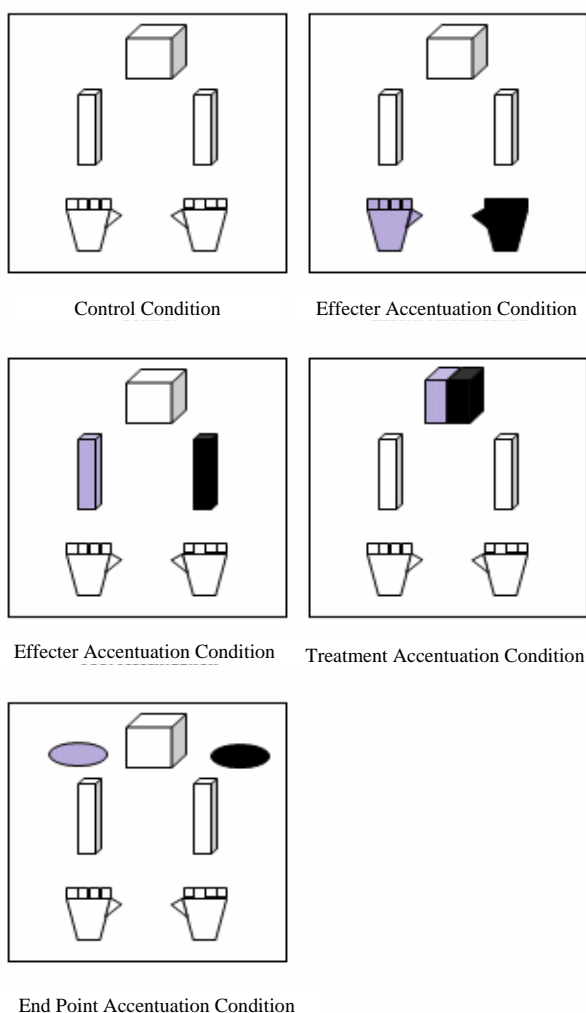 Control Condition
Effecter Accentuation Condition
Effecter Accentuation Condition
Treatment Accentuation Condition
End Point Accentuation Condition